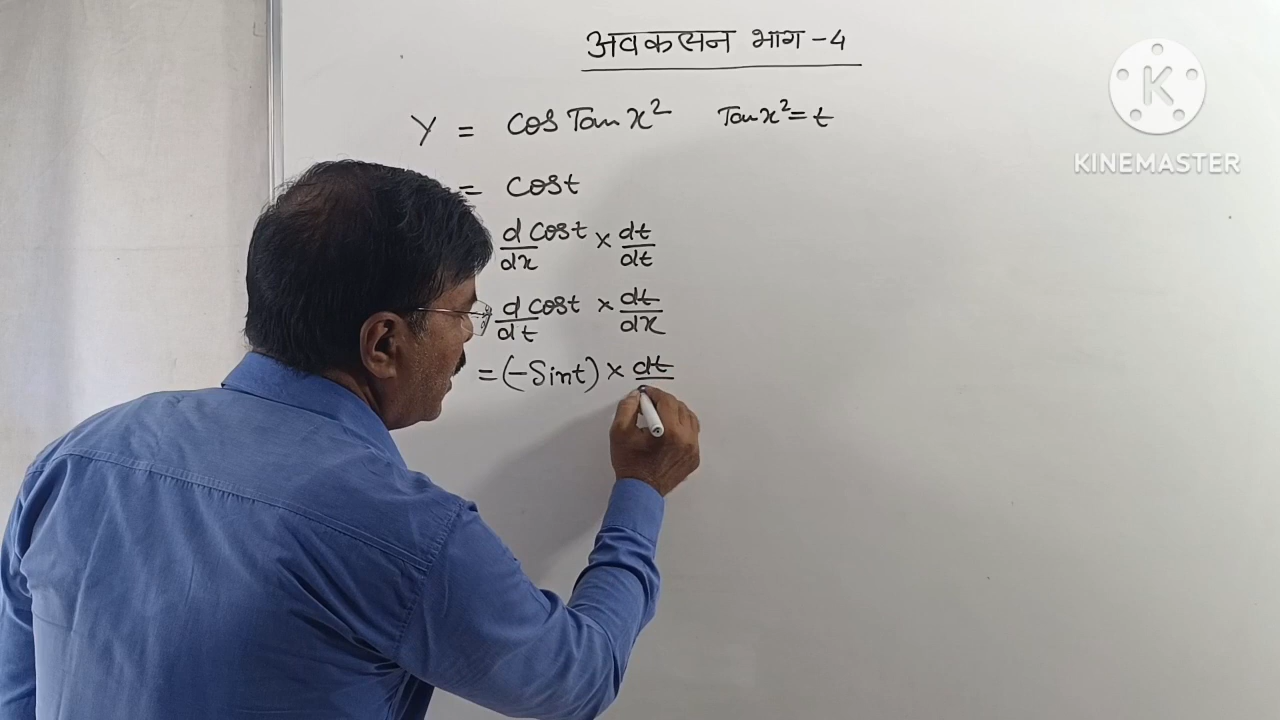 अवकलन भाग - 4
Y = cos Tan x² Tan x² = t
= cost
d/dx cost × dt/dt
d/dt cost × dt/dx
= (-Sint) × dt
KINEMASTER